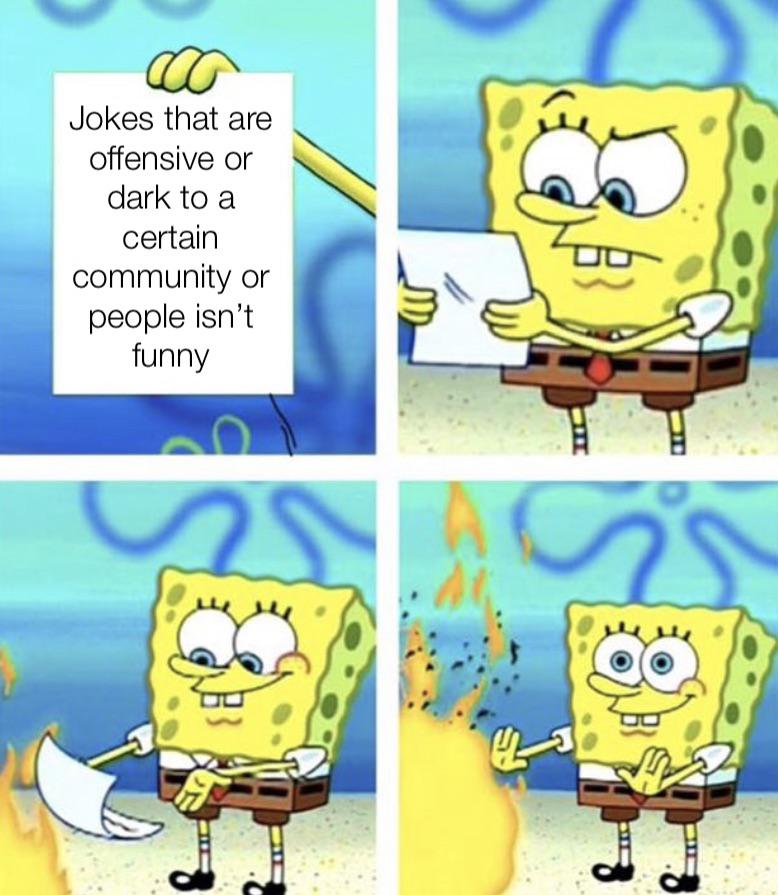 Jokes that are
offensive or
dark to a
certain
community or
people isn’t
funny